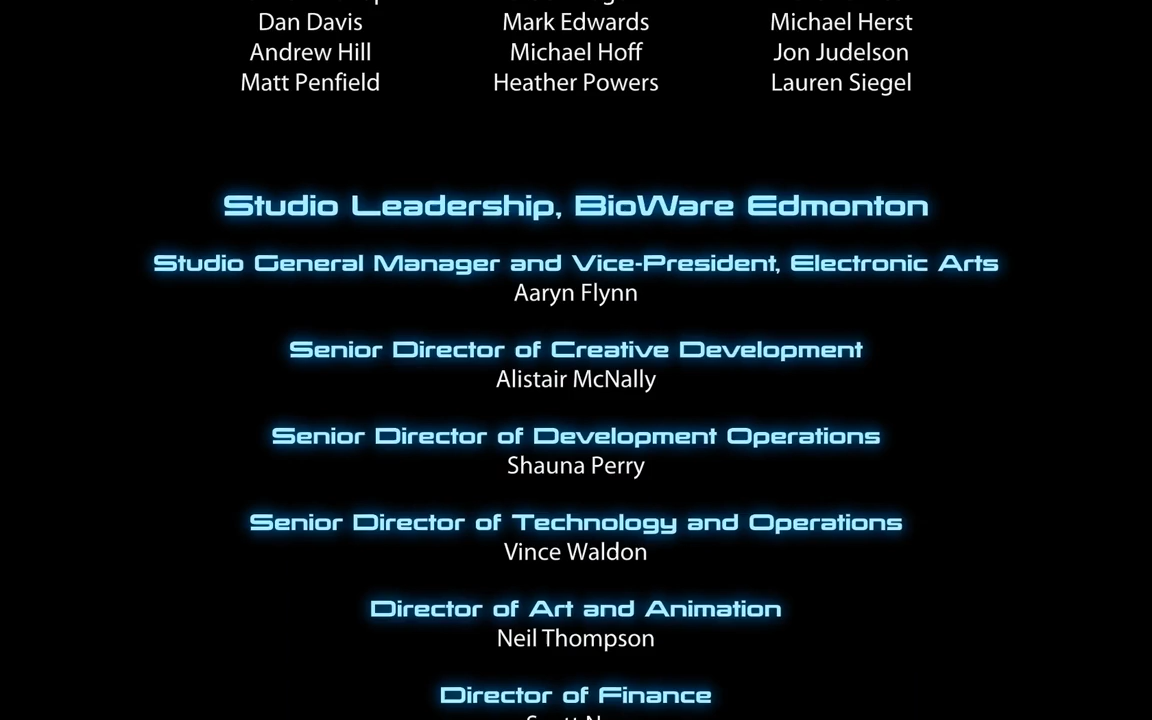 Dan Davis Mark Edwards Michael Herst
Andrew Hill Michael Hoff Jon Judelson
Matt Penfield Heather Powers Lauren Siegel
Studio Leadership, BioWare Edmonton
Studio General Manager and Vice-President, Electronic Arts
Aaryn Flynn
Senior Director of Creative Development
Alistair McNally
Senior Director of Development Operations
Shauna Perry
Senior Director of Technology and Operations
Vince Waldon
Director of Art and Animation
Neil Thompson
Director of Finance